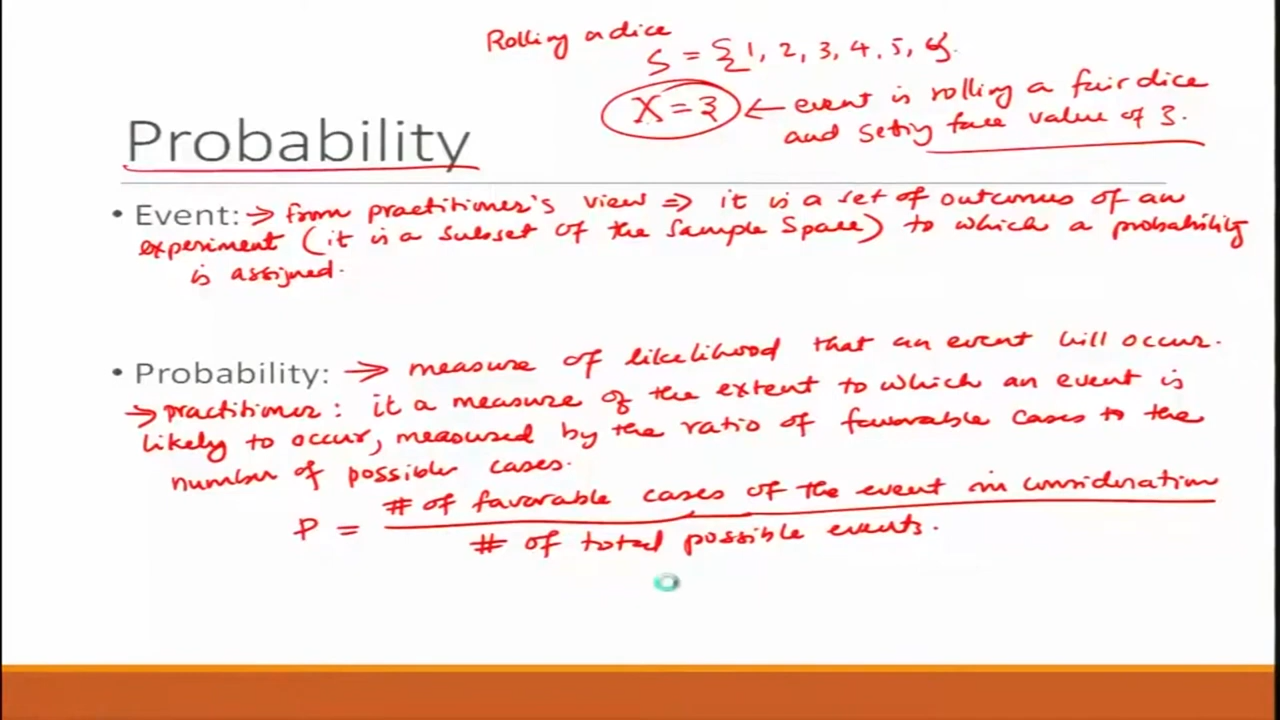 Rolling a dice
S = {1, 2, 3, 4, 5, 6}.
X = 3 ← event is rolling a fair dice
and seting face value of 3.
Probability
• Event: → from practitioner's view ⇒ it is a set of outcomes of an
experiment (it is a subset of the sample space) to which a probability
is assigned.
• Probability: → measure of likelihood that an event will occur.
→ practitioner: it a measure of the extent to which an event is
likely to occur, measured by the ratio of favorable cases to the
number of possible cases.
P = # of favorable cases of the event in consideration
# of total possible events.